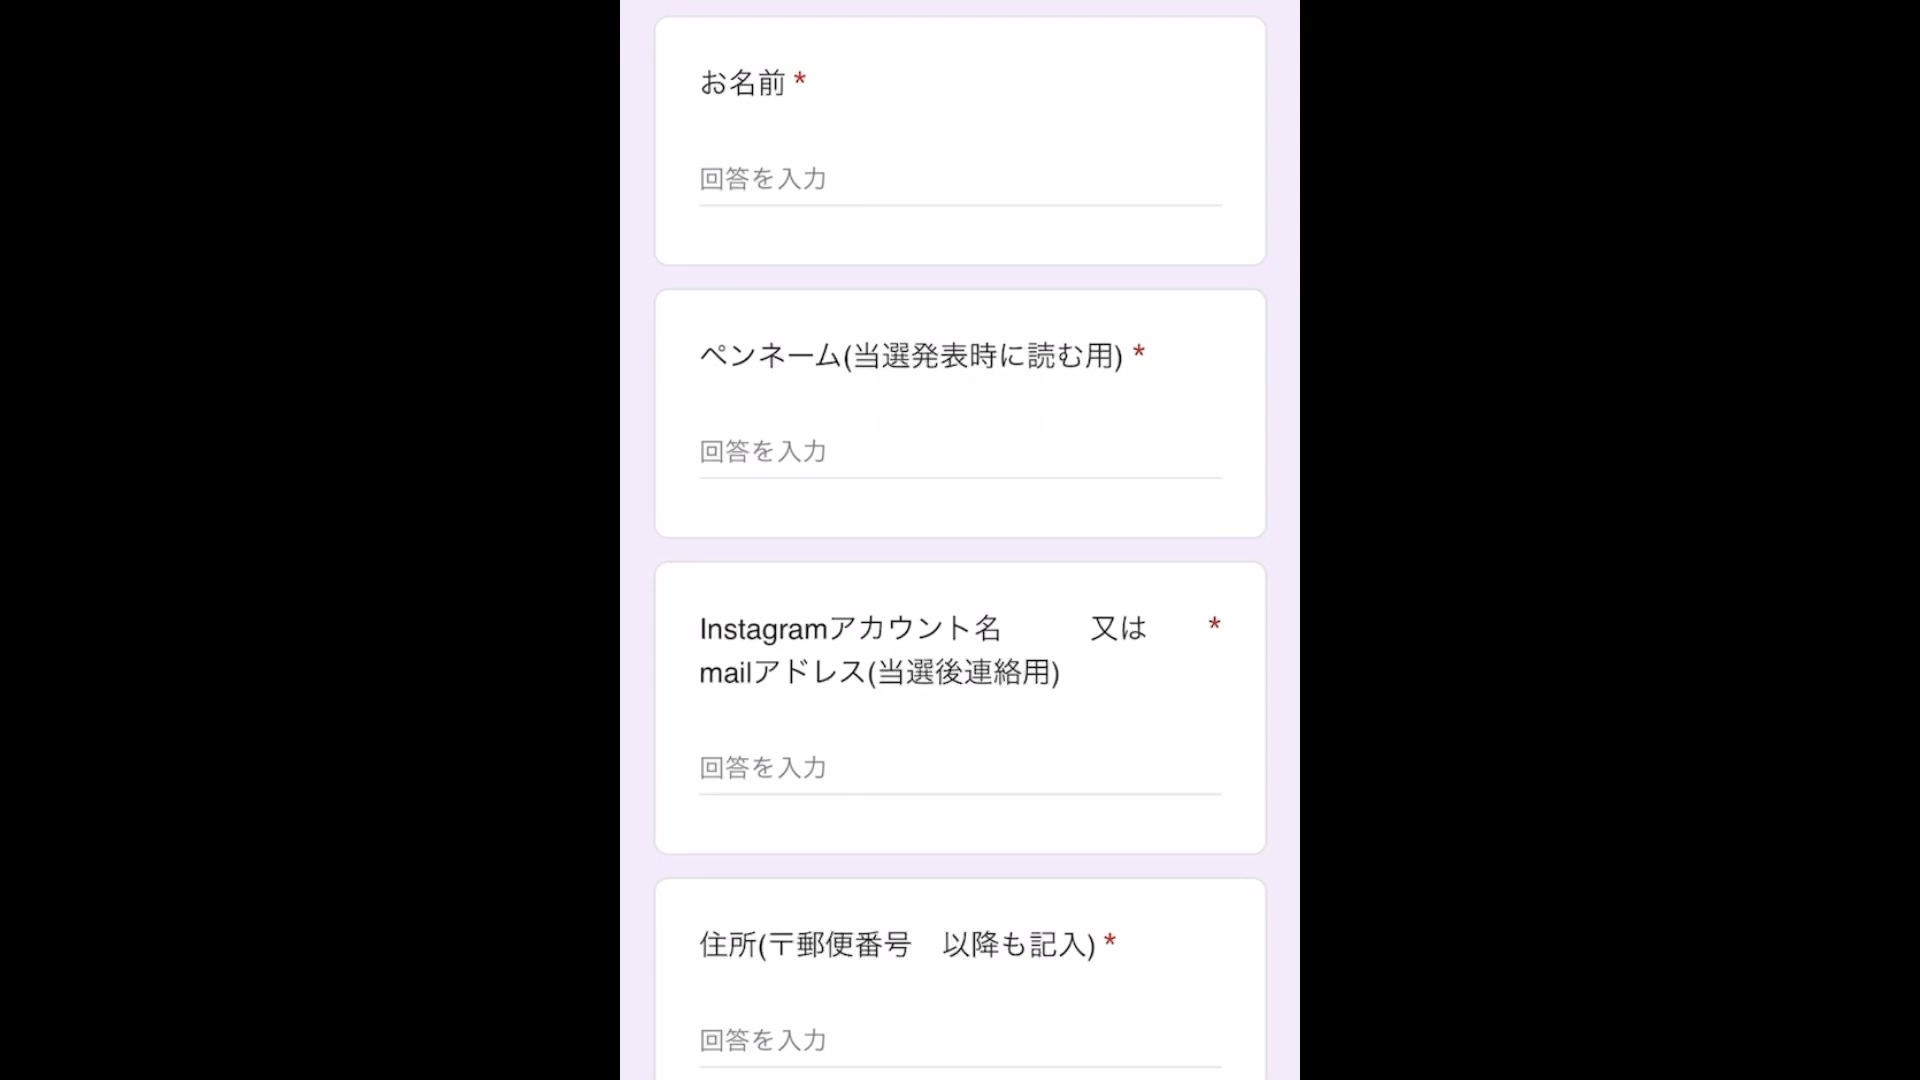 お名前 *
回答を入力
ペンネーム(当選発表時に読む用) *
回答を入力
Instagramアカウント名　　　又は　　*
mailアドレス(当選後連絡用)
回答を入力
住所(〒郵便番号　以降も記入) *
回答を入力